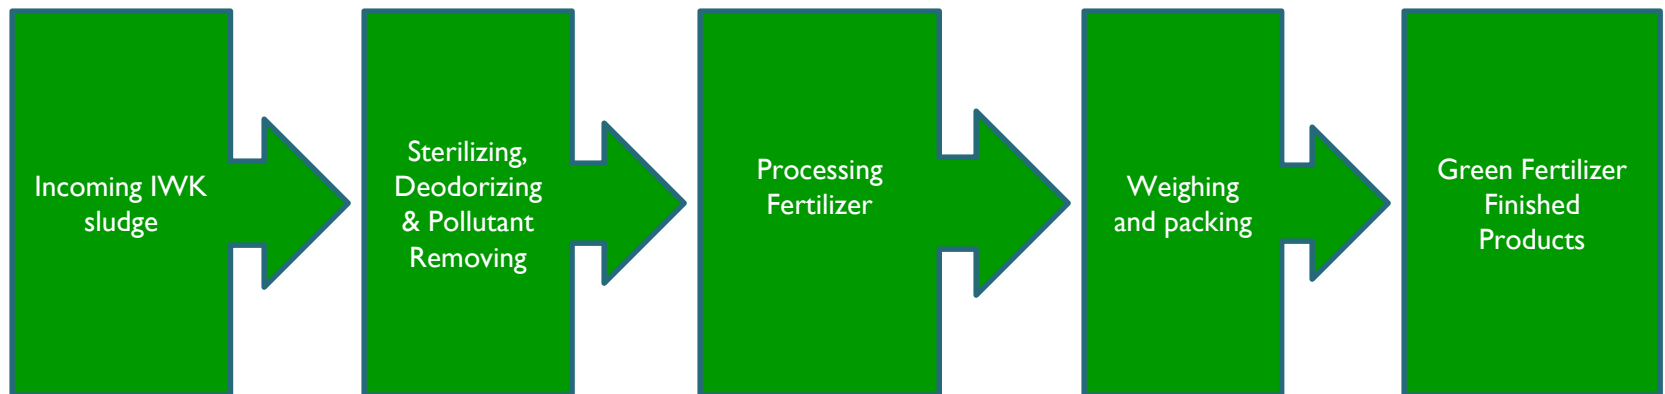 Incoming IWK
sludge
Sterilizing,
Deodorizing
& Pollutant
Removing
Processing
Fertilizer
Weighing
and packing
Green Fertilizer
Finished
Products